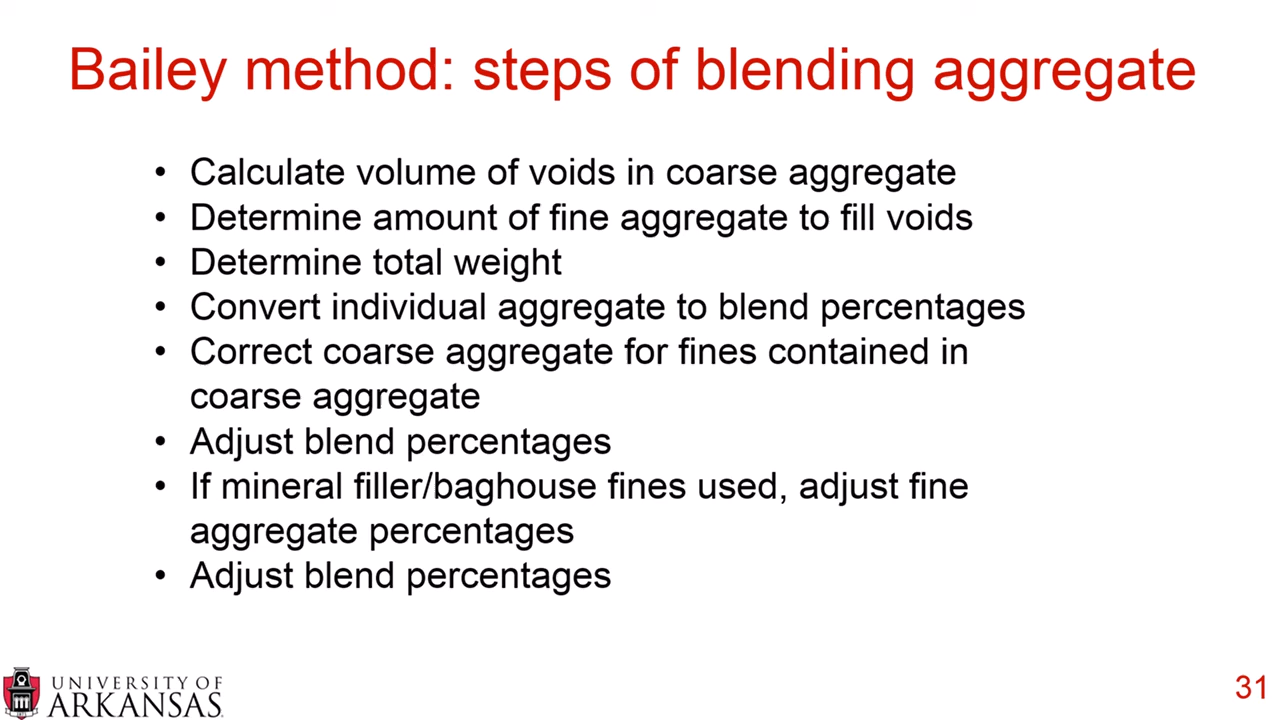 Bailey method: steps of blending aggregate
• Calculate volume of voids in coarse aggregate
• Determine amount of fine aggregate to fill voids
• Determine total weight
• Convert individual aggregate to blend percentages
• Correct coarse aggregate for fines contained in
coarse aggregate
• Adjust blend percentages
• If mineral filler/baghouse fines used, adjust fine
aggregate percentages
• Adjust blend percentages
UNIVERSITY OF
ARKANSAS
31